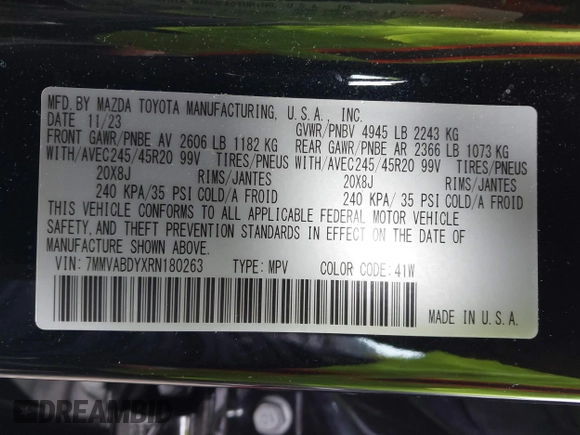 MFD. BY MAZDA TOYOTA MANUFACTURING, U.S.A., INC.
DATE 11/23 GVWR/PNBV 4945 LB 2243 KG
FRONT GAWR/PNBE AV 2606 LB 1182 KG REAR GAWR/PNBE AR 2366 LB 1073 KG
WITH/AVEC245/45R20 99V TIRES/PNEUS WITH/AVEC245/45R20 99V TIRES/PNEUS
20X8J RIMS/JANTES 20X8J RIMS/JANTES
240 KPA/35 PSI COLD/A FROID 240 KPA/ 35 PSI COLD/A FROID
THIS VEHICLE CONFORMS TO ALL APPLICABLE FEDERAL MOTOR VEHICLE
SAFETY, AND THEFT PREVENTION STANDARDS IN EFFECT ON THE DATE OF
MANUFACTURE SHOWN ABOVE.
VIN: 7MMVABDYXRN180263 TYPE: MPV COLOR CODE: 41W
MADE IN U.S.A.
DREAMBID